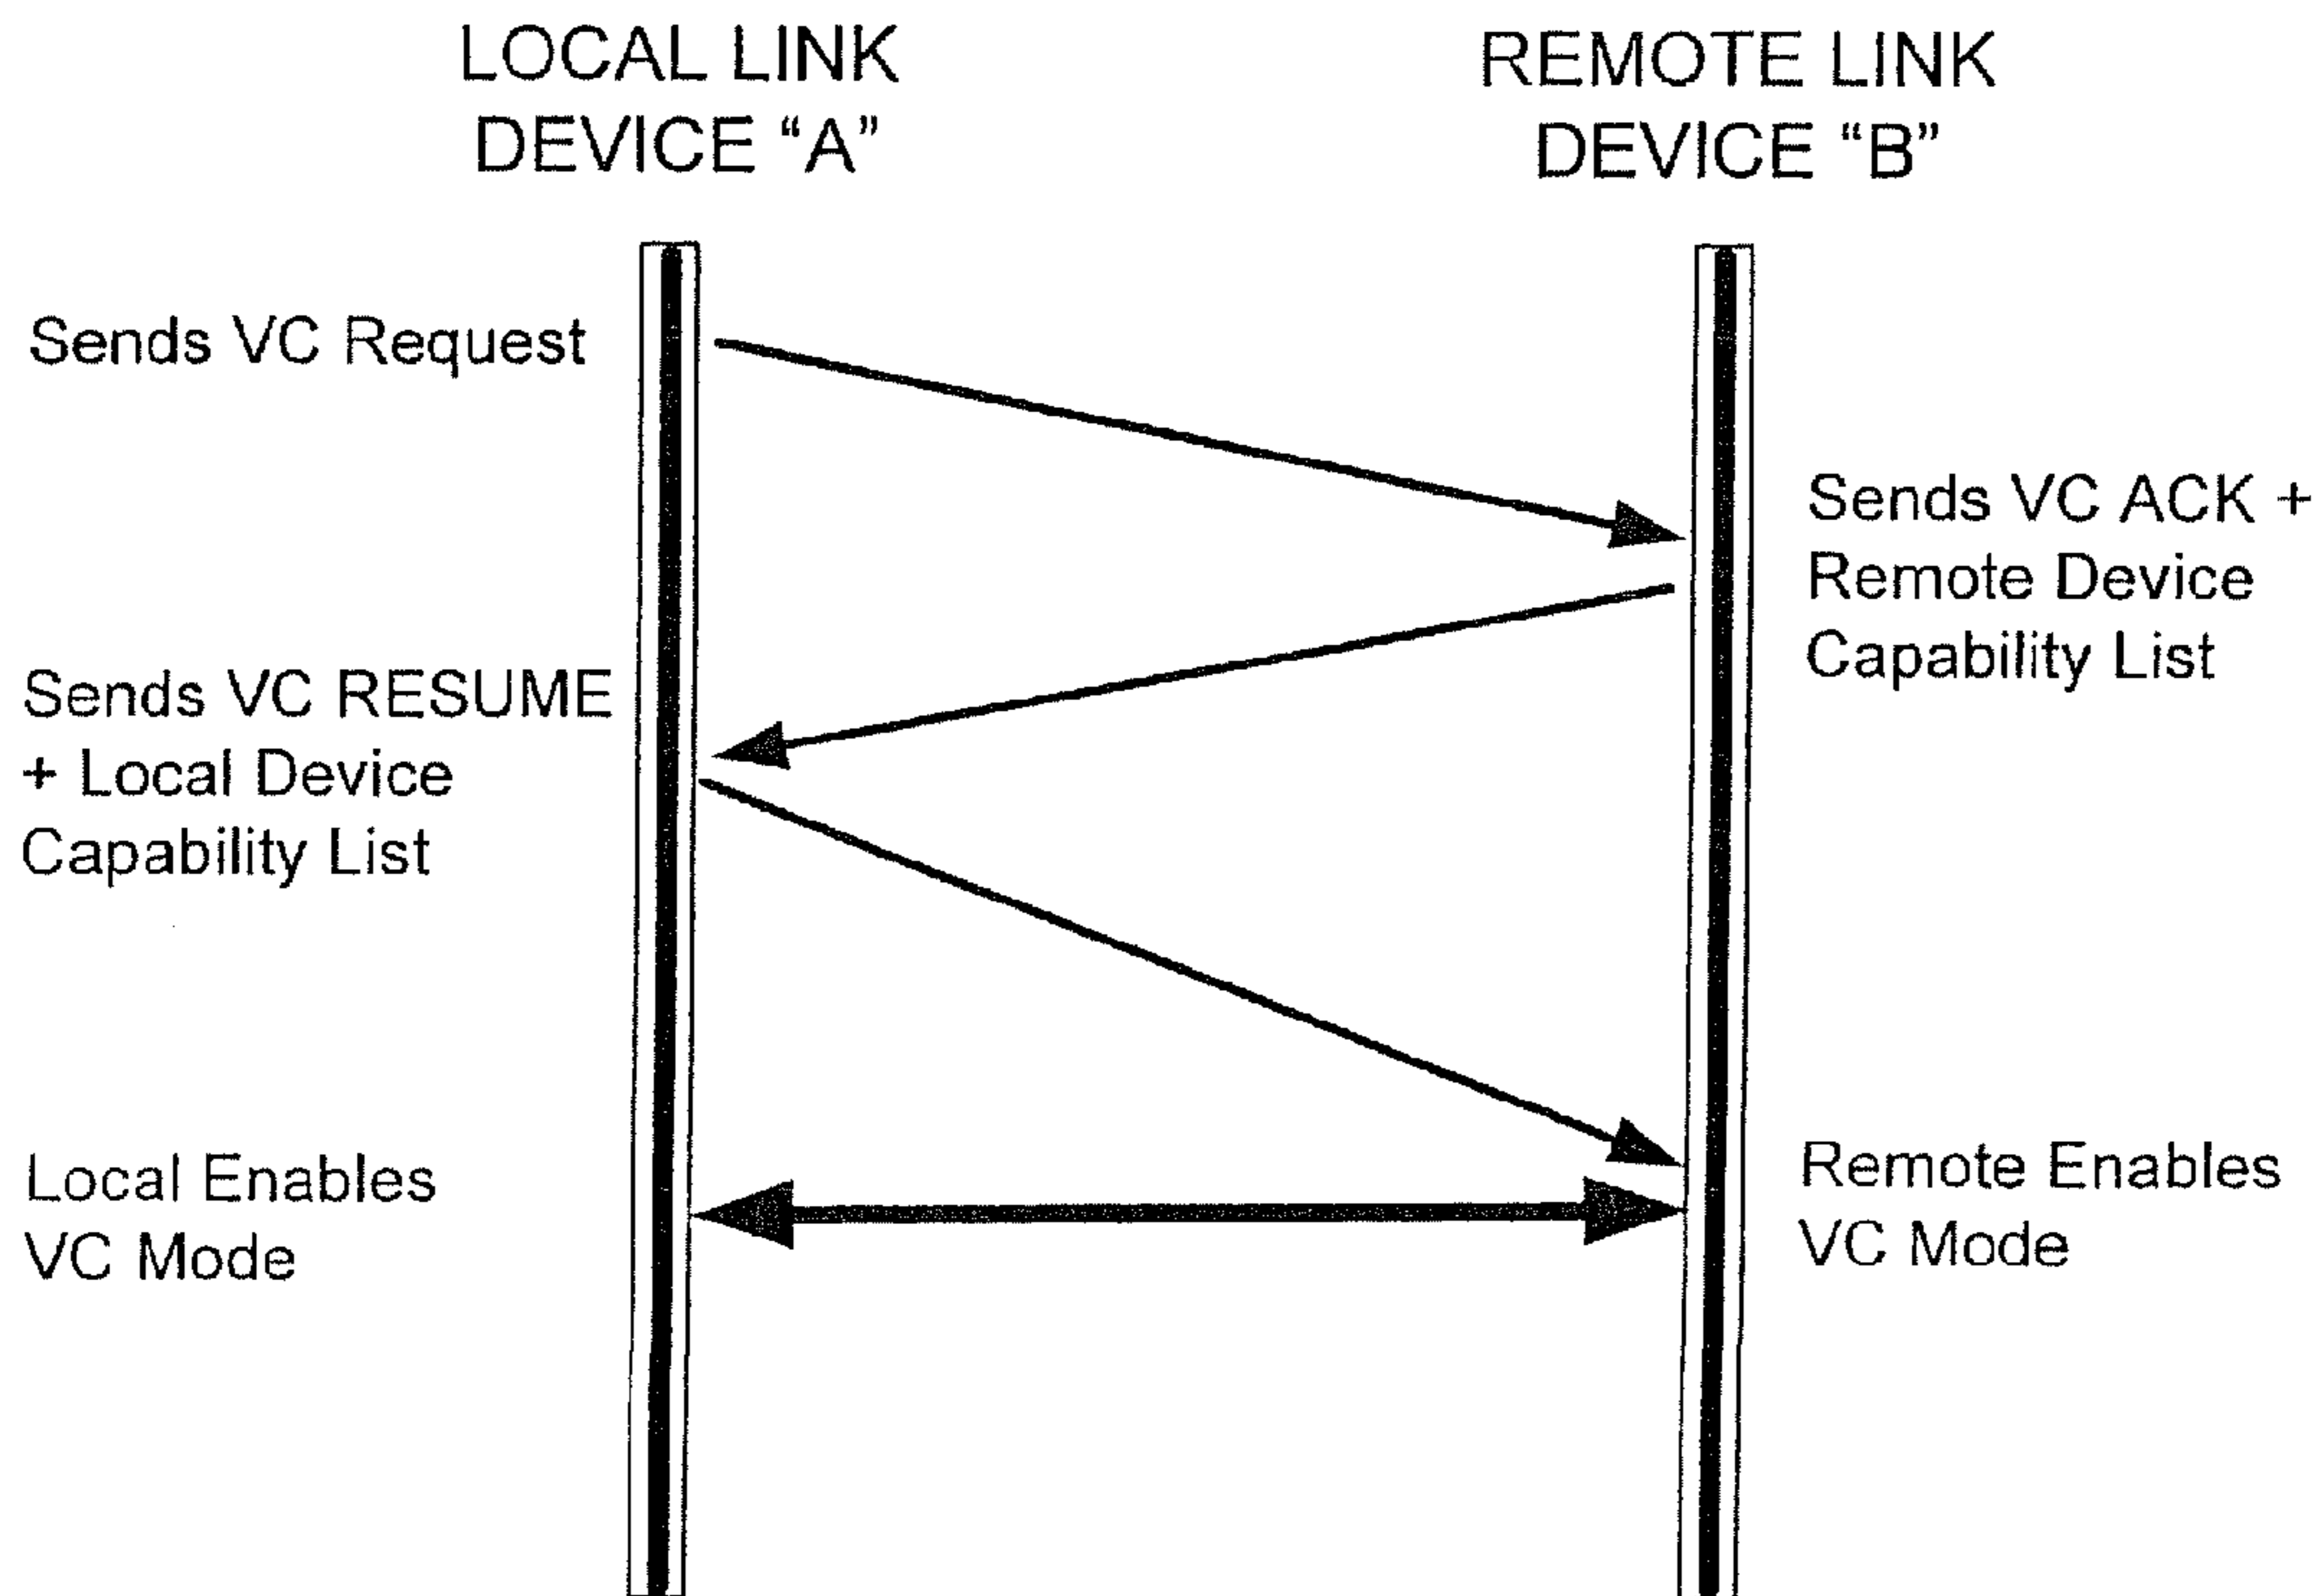 LOCAL LINK
DEVICE “A”
REMOTE LINK
DEVICE “B”
Sends VC Request
Sends VC ACK +
Remote Device
Capability List
Sends VC RESUME
+ Local Device
Capability List
Local Enables
VC Mode
Remote Enables
VC Mode